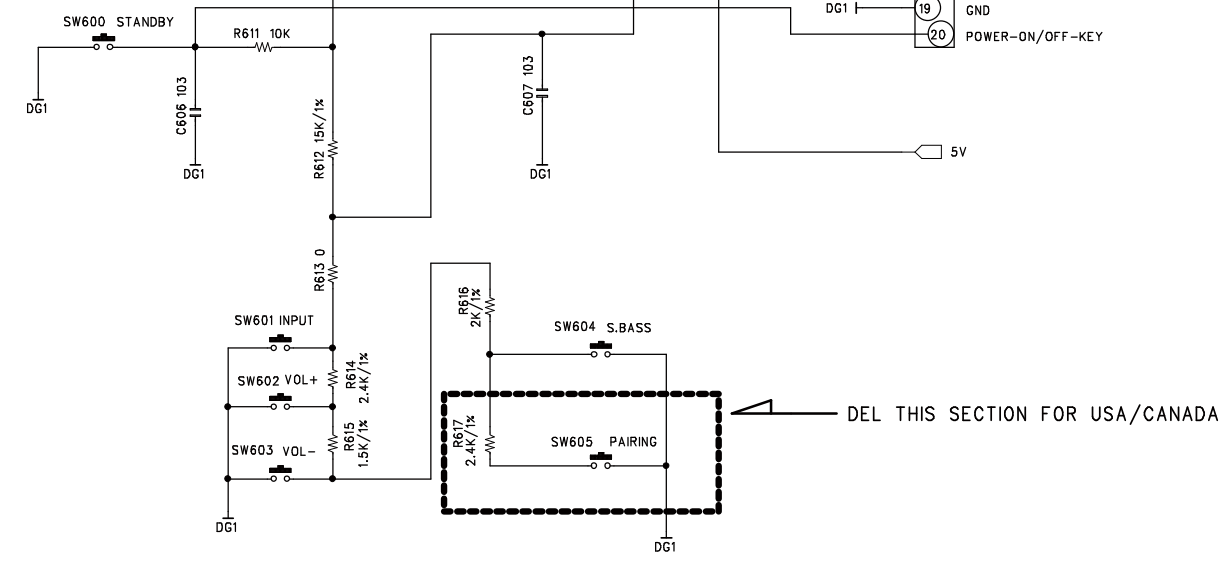 SW600 STANDBY
DG1
19
GND
20
POWER-ON/OFF-KEY
R611 10K
DG1
C606 103
DG1
R612 15K/1%
C607 103
DG1
5V
R613 0
SW601 INPUT
R616
2K/1%
SW604 S.BASS
R614
2.4K/1%
SW602 VOL+
DEL THIS SECTION FOR USA/CANADA
R615
1.5K/1%
SW603 VOL-
R617
2.4K/1%
SW605 PAIRING
DG1
DG1